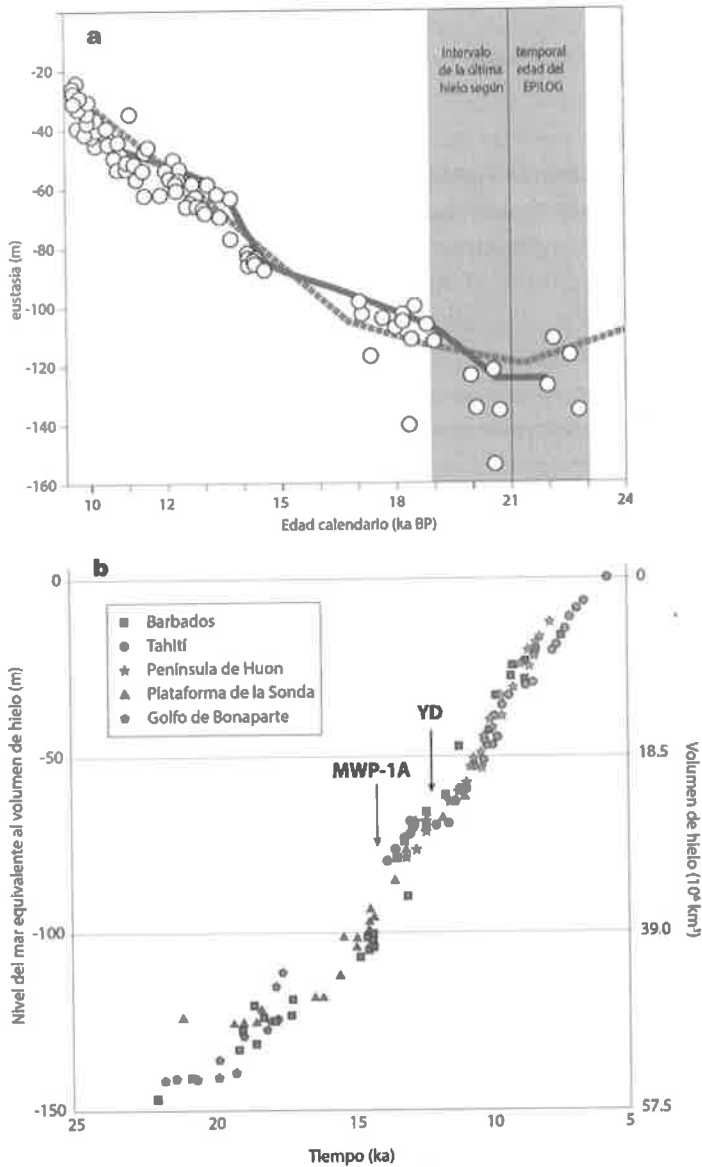 a
Intervalo
de la última
hielo según
temporal
edad del
EPILOG
-20
-40
-60
-80
-100
-120
-140
-160
eustasia (m)
10
12
15
18
21
24
Edad calendario (ka BP)
b
Barbados
Tahití
Península de Huon
Plataforma de la Sonda
Golfo de Bonaparte
YD
MWP-1A
0
-50
-100
-150
Nivel del mar equivalente al volumen de hielo (m)
0
18.5
39.0
57.5
Volumen de hielo (10⁶ km³)
25
20
15
10
5
Tiempo (ka)